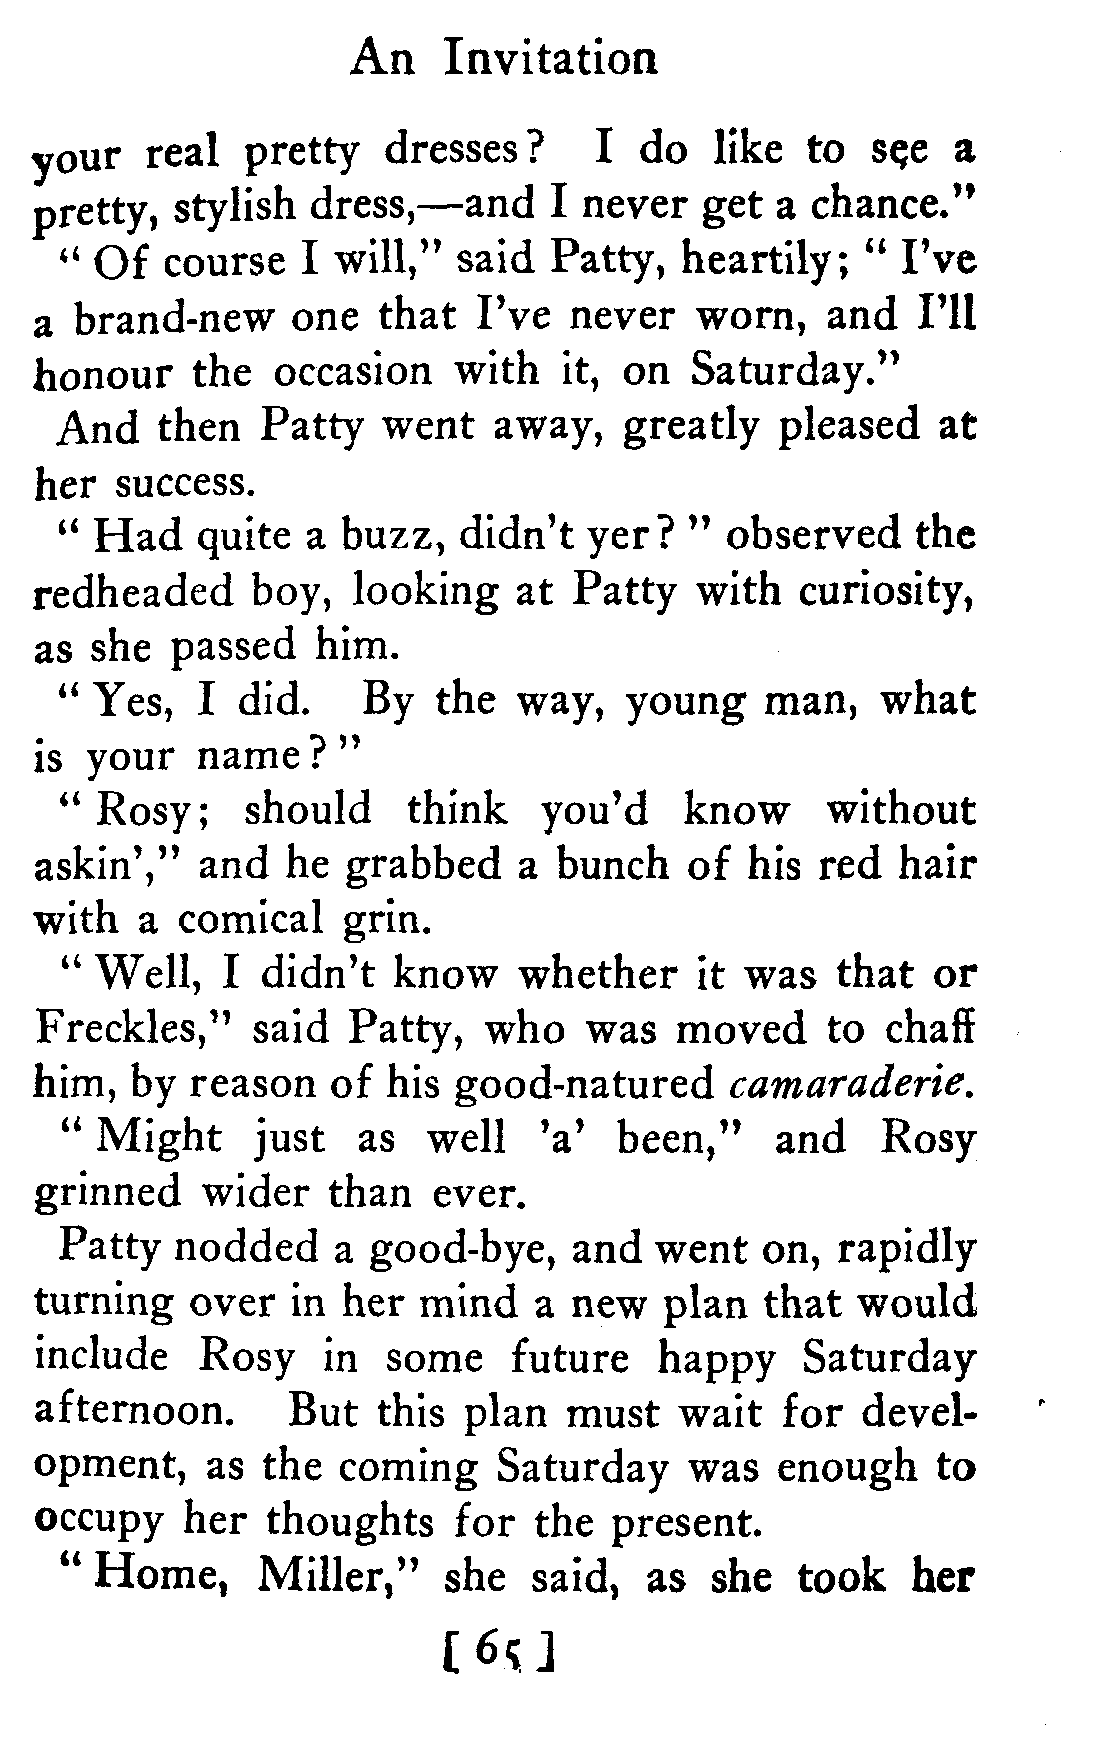 An Invitation
your real pretty dresses? I do like to see a
pretty, stylish dress,—and I never get a chance."
"Of course I will," said Patty, heartily; "I've
a brand-new one that I've never worn, and I'll
honour the occasion with it, on Saturday."
And then Patty went away, greatly pleased at
her success.
"Had quite a buzz, didn't yer?" observed the
redheaded boy, looking at Patty with curiosity,
as she passed him.
"Yes, I did. By the way, young man, what
is your name?"
"Rosy; should think you'd know without
askin'," and he grabbed a bunch of his red hair
with a comical grin.
"Well, I didn't know whether it was that or
Freckles," said Patty, who was moved to chaff
him, by reason of his good-natured camaraderie.
"Might just as well 'a' been," and Rosy
grinned wider than ever.
Patty nodded a good-bye, and went on, rapidly
turning over in her mind a new plan that would
include Rosy in some future happy Saturday
afternoon. But this plan must wait for devel-
opment, as the coming Saturday was enough to
occupy her thoughts for the present.
"Home, Miller," she said, as she took her
[65]